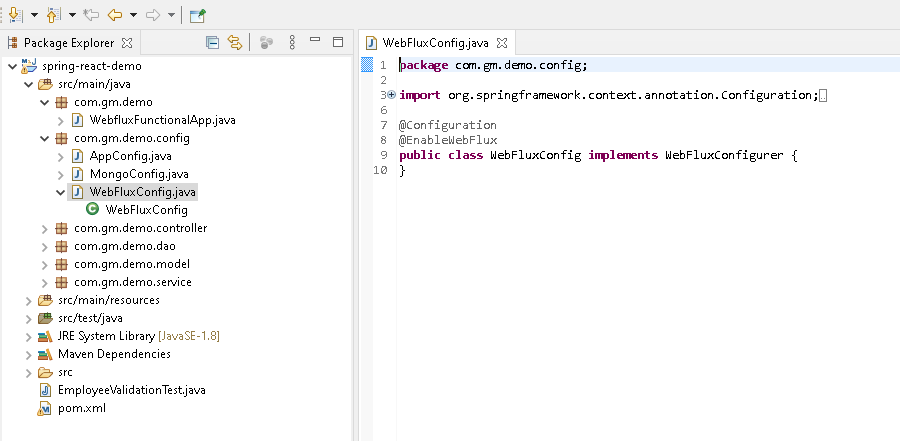 Package Explorer
spring-react-demo
src/main/java
com.gm.demo
WebfluxFunctionalApp.java
com.gm.demo.config
AppConfig.java
MongoConfig.java
WebFluxConfig.java
WebFluxConfig
com.gm.demo.controller
com.gm.demo.dao
com.gm.demo.model
com.gm.demo.service
src/main/resources
src/test/java
JRE System Library [JavaSE-1.8]
Maven Dependencies
src
EmployeeValidationTest.java
pom.xml
WebFluxConfig.java
1 package com.gm.demo.config;
2
3 import org.springframework.context.annotation.Configuration;
6
7 @Configuration
8 @EnableWebFlux
9 public class WebFluxConfig implements WebFluxConfigurer {
10 }